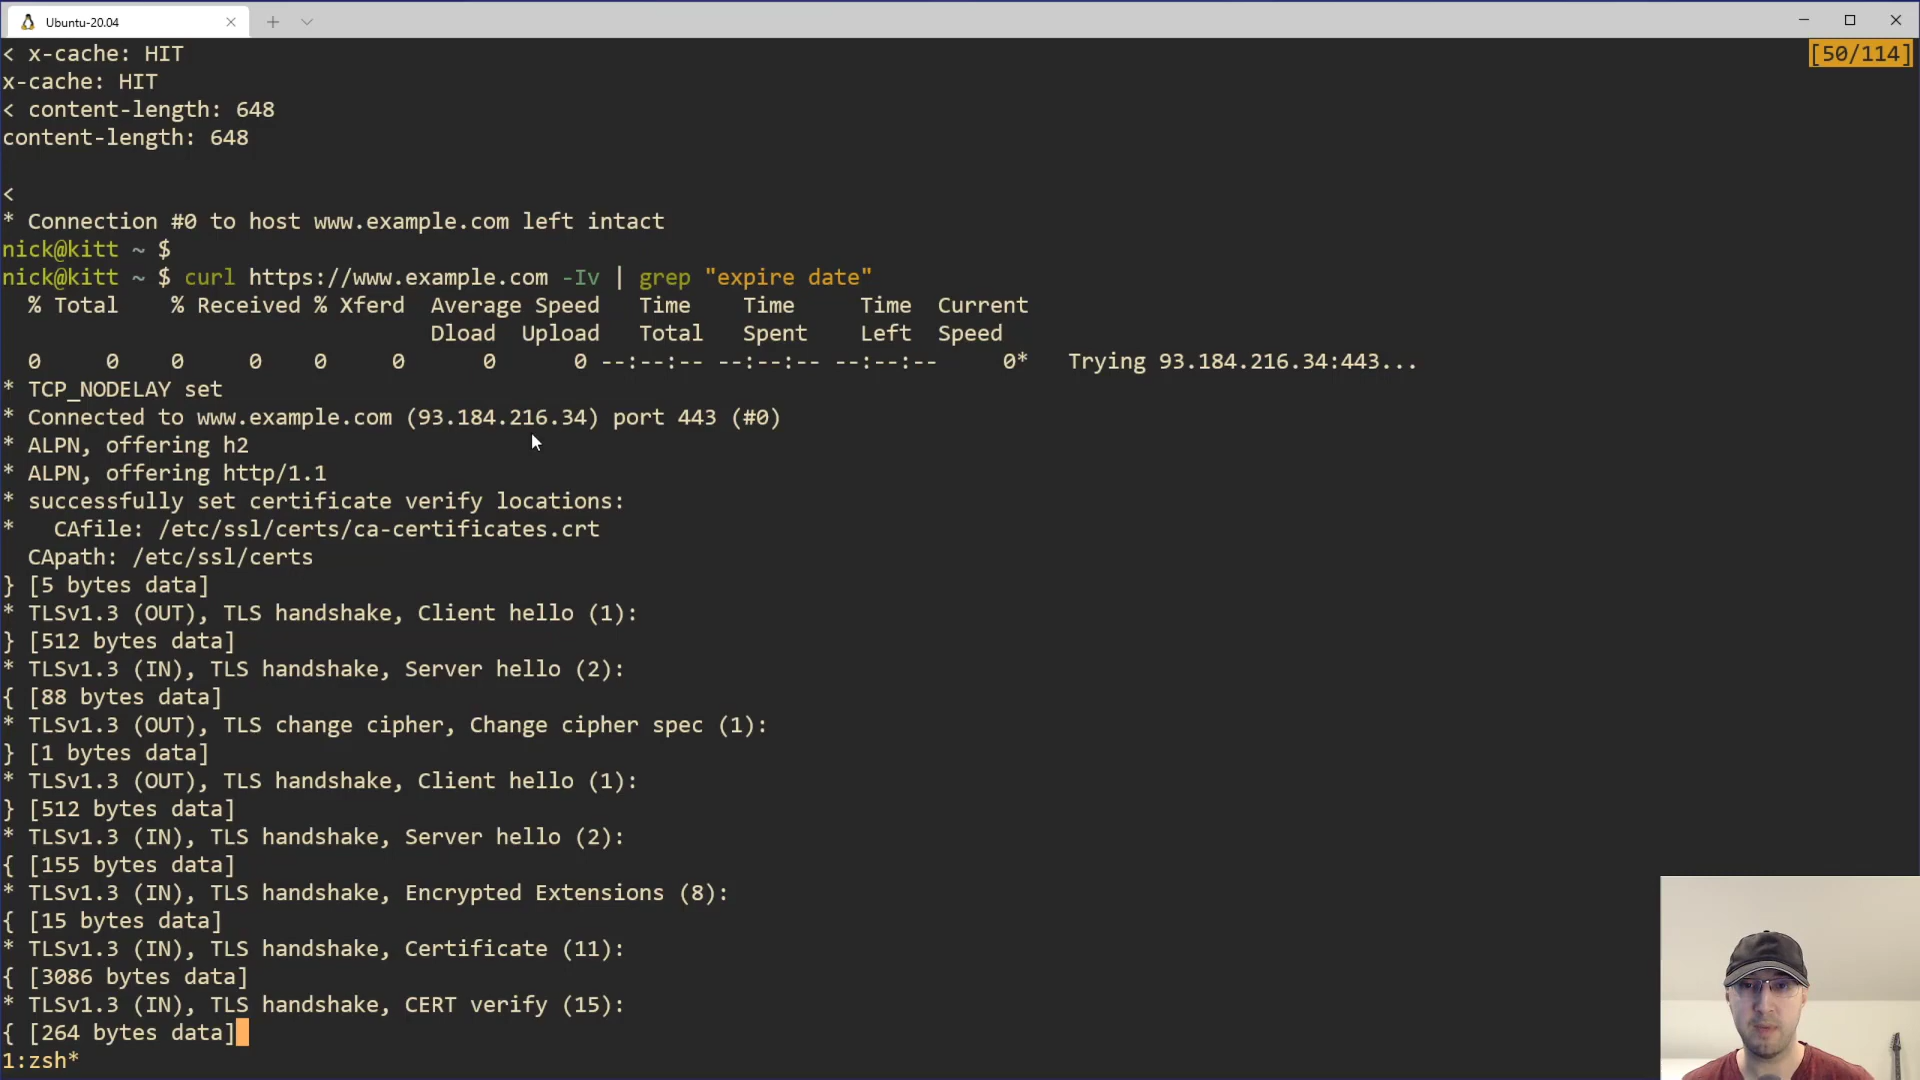 Ubuntu-20.04
[50/114]
< x-cache: HIT
x-cache: HIT
< content-length: 648
content-length: 648
<
* Connection #0 to host www.example.com left intact
nick@kitt ~ $
nick@kitt ~ $ curl https://www.example.com -Iv | grep "expire date"
  % Total    % Received % Xferd  Average Speed   Time    Time     Time  Current
                                 Dload  Upload   Total   Spent    Left  Speed
  0     0    0     0    0     0      0      0 --:--:-- --:--:-- --:--:--     0*   Trying 93.184.216.34:443...
* TCP_NODELAY set
* Connected to www.example.com (93.184.216.34) port 443 (#0)
* ALPN, offering h2
* ALPN, offering http/1.1
* successfully set certificate verify locations:
*   CAfile: /etc/ssl/certs/ca-certificates.crt
  CApath: /etc/ssl/certs
} [5 bytes data]
* TLSv1.3 (OUT), TLS handshake, Client hello (1):
} [512 bytes data]
* TLSv1.3 (IN), TLS handshake, Server hello (2):
{ [88 bytes data]
* TLSv1.3 (OUT), TLS change cipher, Change cipher spec (1):
} [1 bytes data]
* TLSv1.3 (OUT), TLS handshake, Client hello (1):
} [512 bytes data]
* TLSv1.3 (IN), TLS handshake, Server hello (2):
{ [155 bytes data]
* TLSv1.3 (IN), TLS handshake, Encrypted Extensions (8):
{ [15 bytes data]
* TLSv1.3 (IN), TLS handshake, Certificate (11):
{ [3086 bytes data]
* TLSv1.3 (IN), TLS handshake, CERT verify (15):
{ [264 bytes data]
1:zsh*